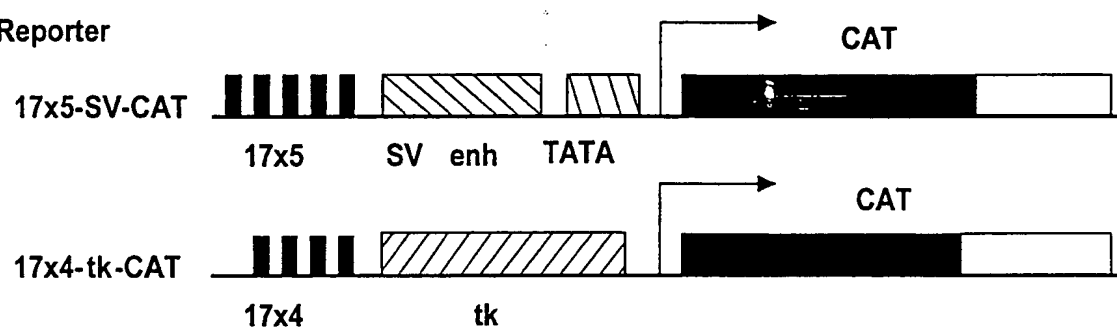 Reporter
CAT
17x5-SV-CAT
17x5 SV enh TATA
CAT
17x4-tk-CAT
17x4 tk